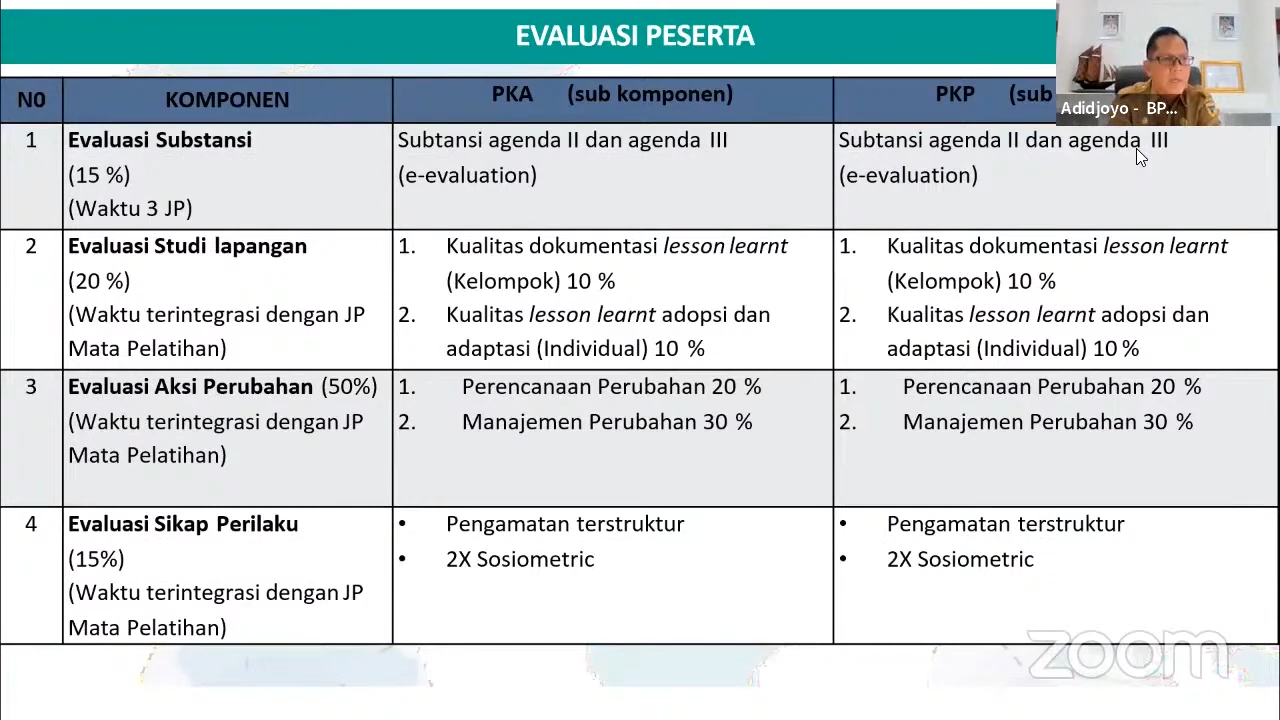 EVALUASI PESERTA
N0
KOMPONEN
PKA (sub komponen)
PKP (sub
Adidjoyo - BP...
1
Evaluasi Substansi
(15 %)
(Waktu 3 JP)
Subtansi agenda II dan agenda III
(e-evaluation)
Subtansi agenda II dan agenda III
(e-evaluation)
2
Evaluasi Studi lapangan
(20 %)
(Waktu terintegrasi dengan JP
Mata Pelatihan)
1. Kualitas dokumentasi lesson learnt
(Kelompok) 10 %
2. Kualitas lesson learnt adopsi dan
adaptasi (Individual) 10 %
1. Kualitas dokumentasi lesson learnt
(Kelompok) 10 %
2. Kualitas lesson learnt adopsi dan
adaptasi (Individual) 10 %
3
Evaluasi Aksi Perubahan (50%)
(Waktu terintegrasi dengan JP
Mata Pelatihan)
1. Perencanaan Perubahan 20 %
2. Manajemen Perubahan 30 %
1. Perencanaan Perubahan 20 %
2. Manajemen Perubahan 30 %
4
Evaluasi Sikap Perilaku
(15%)
(Waktu terintegrasi dengan JP
Mata Pelatihan)
• Pengamatan terstruktur
• 2X Sosiometric
• Pengamatan terstruktur
• 2X Sosiometric
zoom